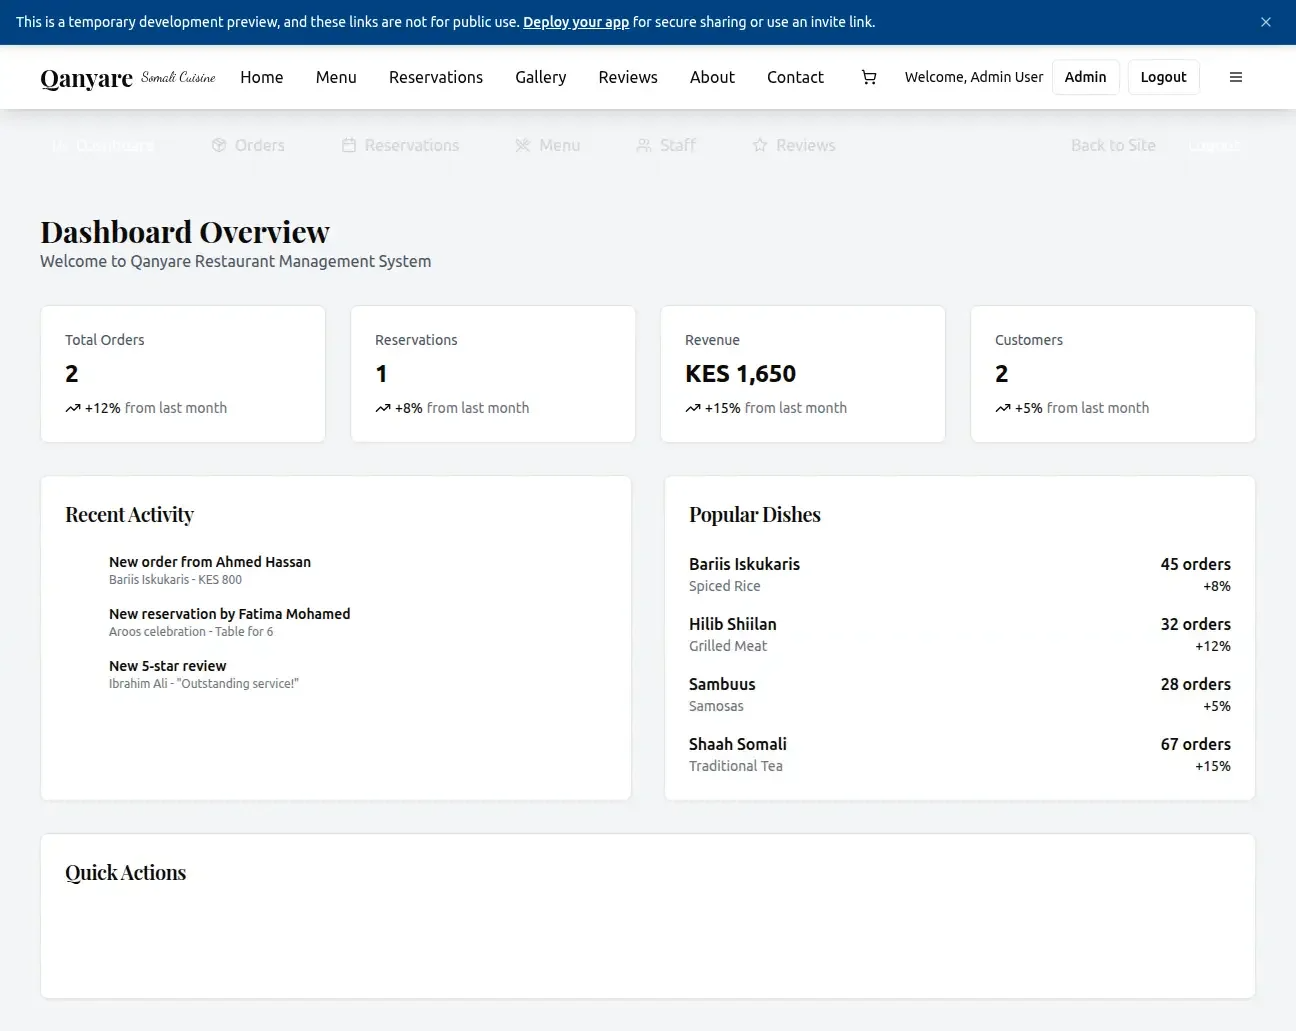 This is a temporary development preview, and these links are not for public use. Deploy your app for secure sharing or use an invite link.
Qanyare Somali Cuisine Home Menu Reservations Gallery Reviews About Contact Welcome, Admin User Admin Logout
Dashboard Orders Reservations Menu Staff Reviews Back to Site Logout
Dashboard Overview
Welcome to Qanyare Restaurant Management System
Total Orders
2
+12% from last month
Reservations
1
+8% from last month
Revenue
KES 1,650
+15% from last month
Customers
2
+5% from last month
Recent Activity
New order from Ahmed Hassan
Bariis Iskukaris - KES 800
New reservation by Fatima Mohamed
Aroos celebration - Table for 6
New 5-star review
Ibrahim Ali - "Outstanding service!"
Popular Dishes
Bariis Iskukaris 45 orders
Spiced Rice +8%
Hilib Shiilan 32 orders
Grilled Meat +12%
Sambuus 28 orders
Samosas +5%
Shaah Somali 67 orders
Traditional Tea +15%
Quick Actions